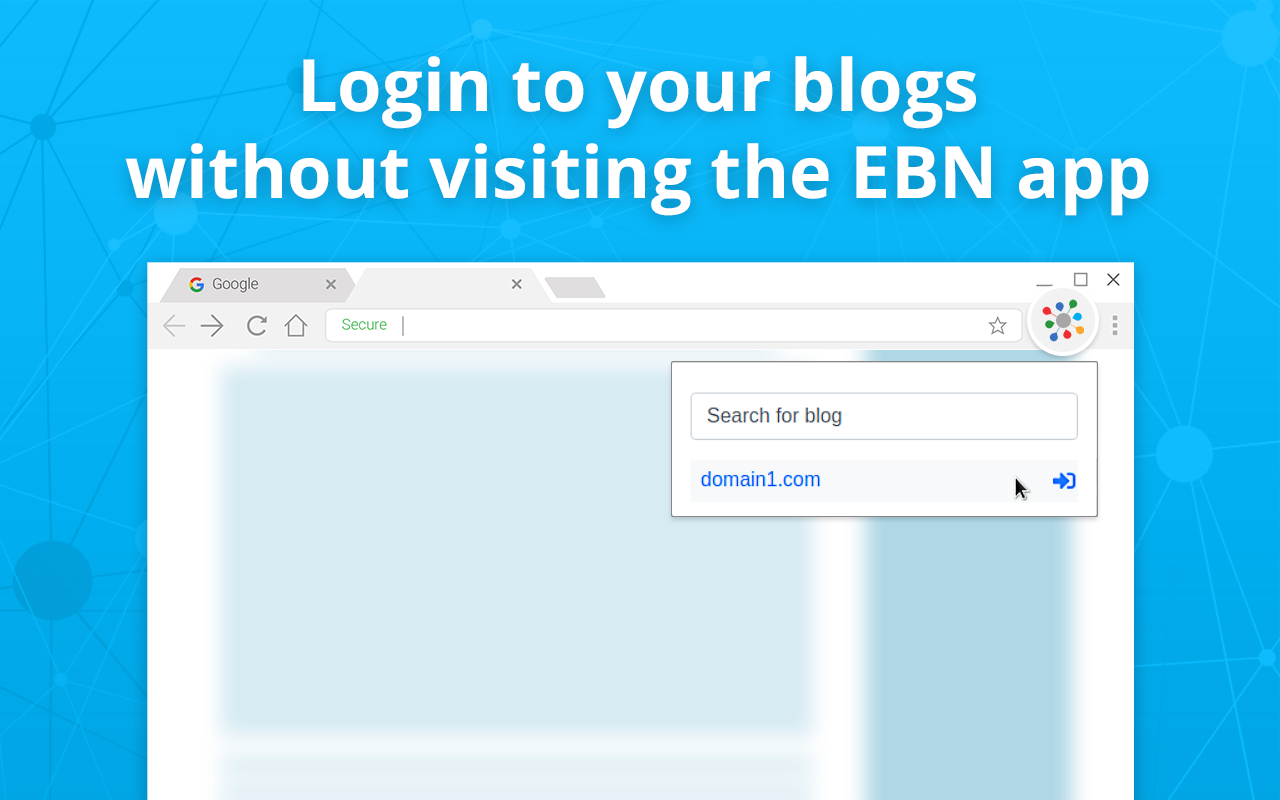 Login to your blogs
without visiting the EBN app
Google
Secure
Search for blog
domain1.com